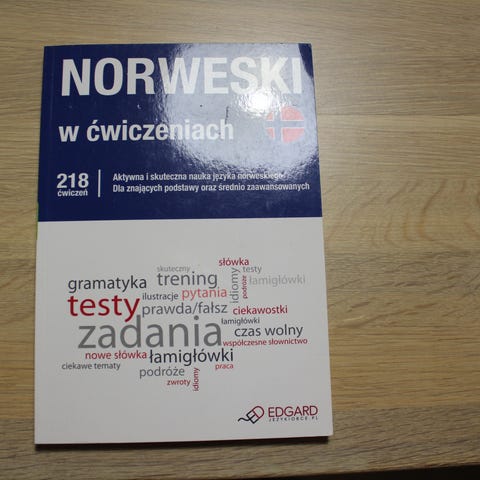 NORWESKI
w ćwiczeniach
218
ćwiczeń
Aktywna i skuteczna nauka języka norweskiego
Dla znających podstawy oraz średnio zaawansowanych
słówka
skuteczny
testy
trening
idiomy
podróże
łamigłówki
gramatyka
ilustracje
pytania
testy
prawda/fałsz
ciekawostki
zadania
łamigłówki
czas wolny
współczesne słownictwo
nowe słówka
łamigłówki
ciekawe tematy
podróże
praca
zwroty
idiomy
EDGARD
JEZYKIOBCE.PL